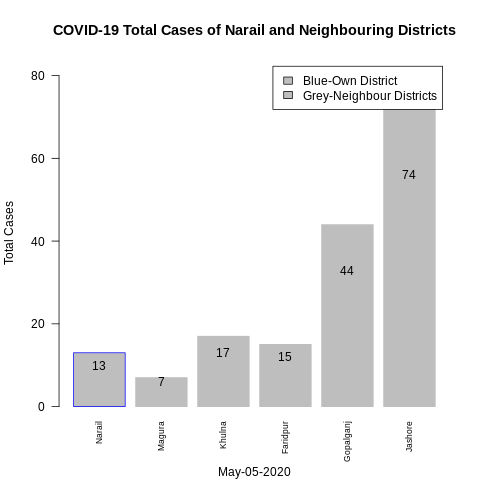 COVID-19 Total Cases of Narail and Neighbouring Districts
Blue-Own District
Grey-Neighbour Districts
Total Cases
80
60
40
20
0
13
7
17
15
44
74
Narail
Magura
Khulna
Faridpur
Gopalganj
Jashore
May-05-2020